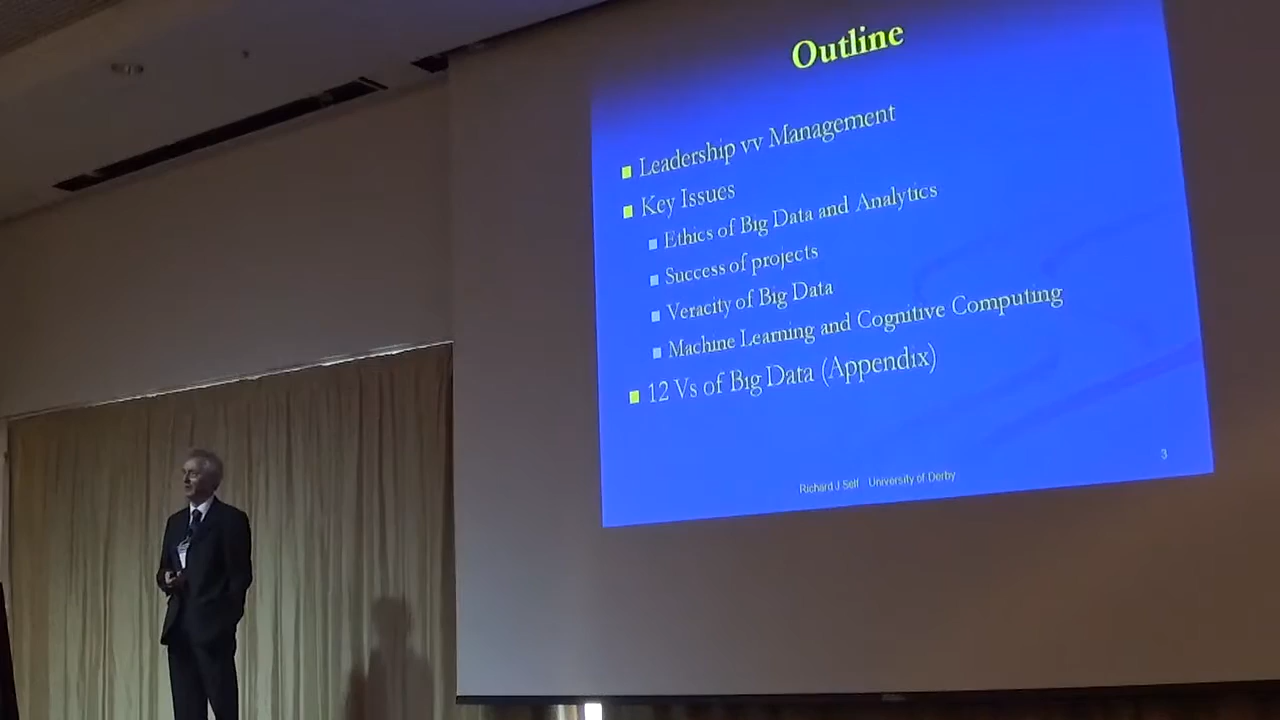 Outline
Leadership vv Management
Key Issues
Ethics of Big Data and Analytics
Success of projects
Veracity of Big Data
Machine Learning and Cognitive Computing
12 Vs of Big Data (Appendix)
Richard J Self University of Derby
3